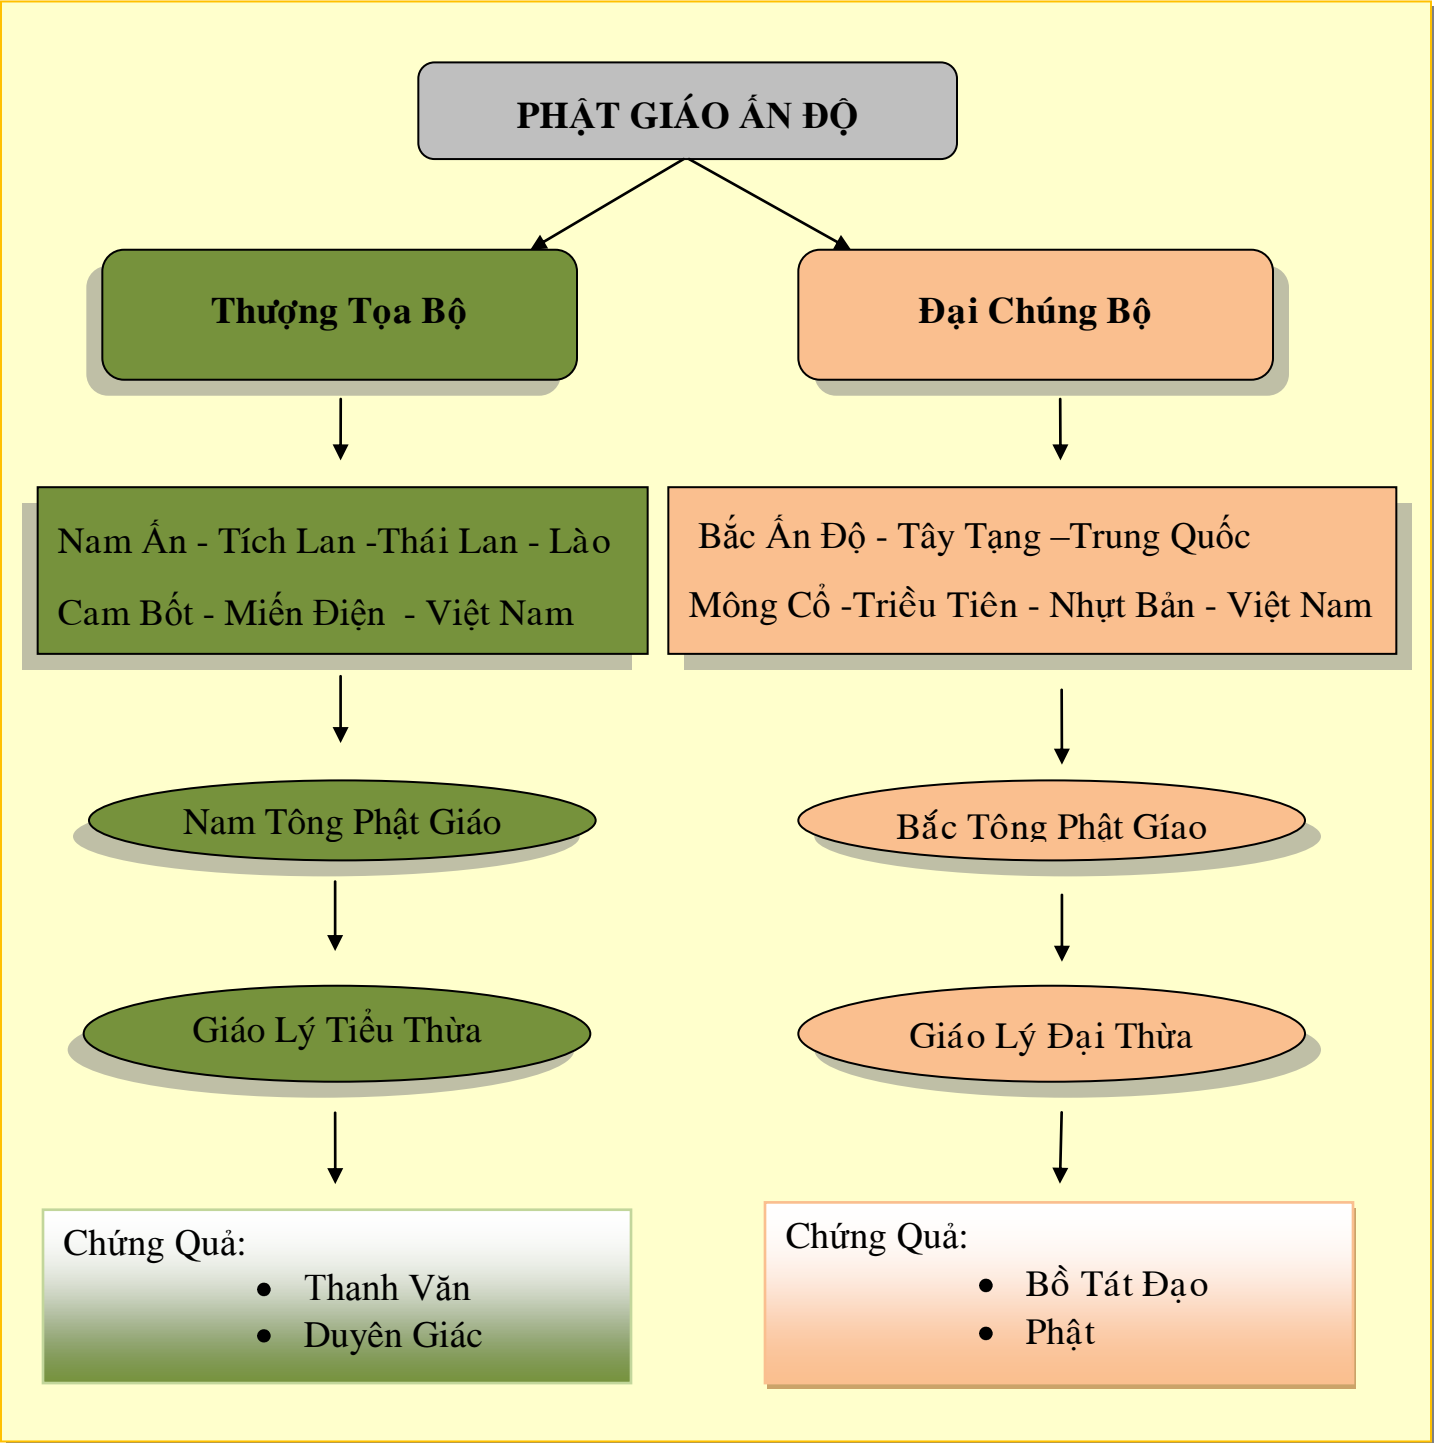 PHẬT GIÁO ẤN ĐỘ
Thượng Tọa Bộ
Đại Chúng Bộ
Nam Ấn - Tích Lan -Thái Lan - Lào
Cam Bốt - Miến Điện - Việt Nam
Bắc Ấn Độ - Tây Tạng –Trung Quốc
Mông Cổ -Triều Tiên - Nhựt Bản - Việt Nam
Nam Tông Phật Giáo
Bắc Tông Phật Gíao
Giáo Lý Tiểu Thừa
Giáo Lý Đại Thừa
Chứng Quả:
• Thanh Văn
• Duyên Giác
Chứng Quả:
• Bồ Tát Đạo
• Phật